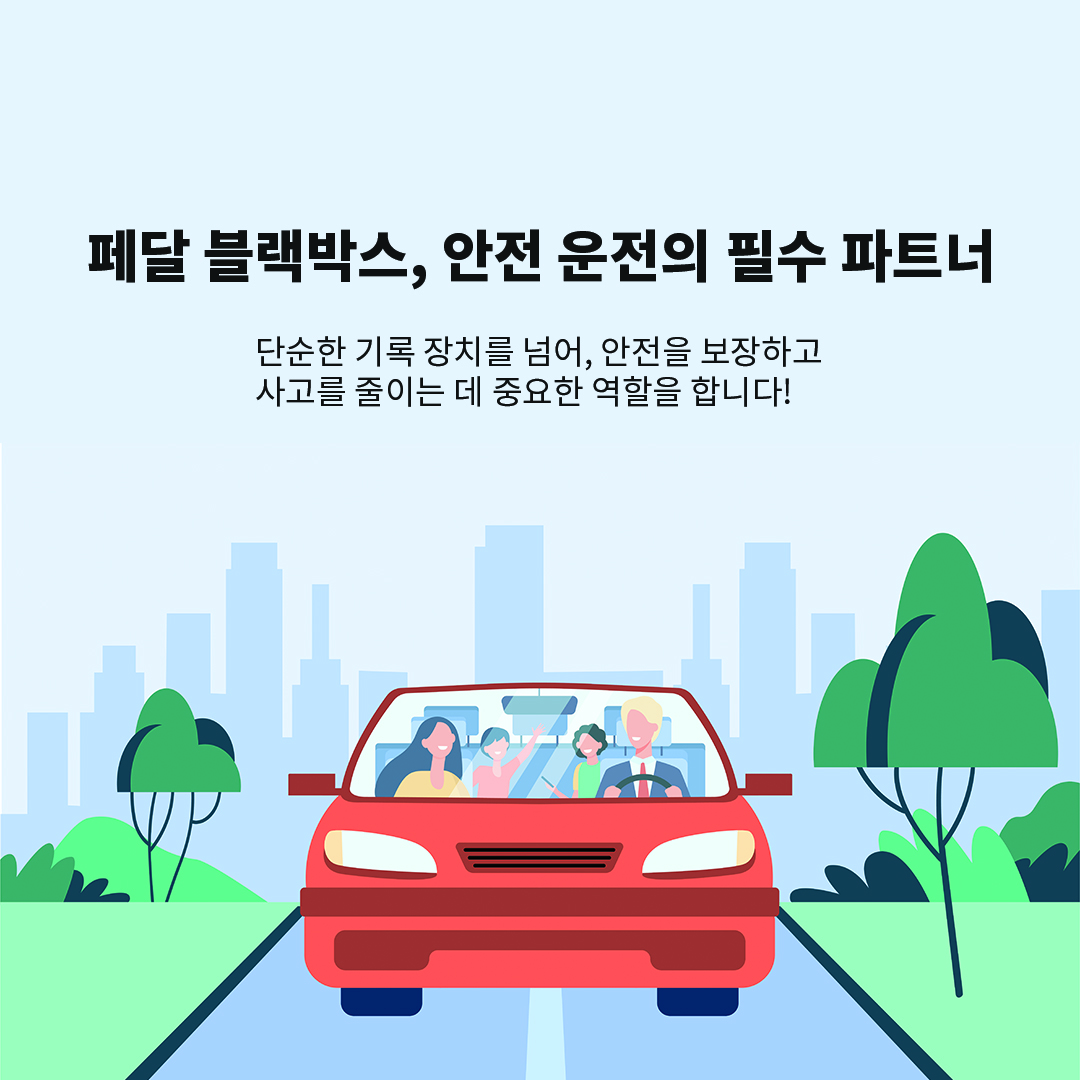 페달 블랙박스, 안전 운전의 필수 파트너
단순한 기록 장치를 넘어, 안전을 보장하고
사고를 줄이는 데 중요한 역할을 합니다!